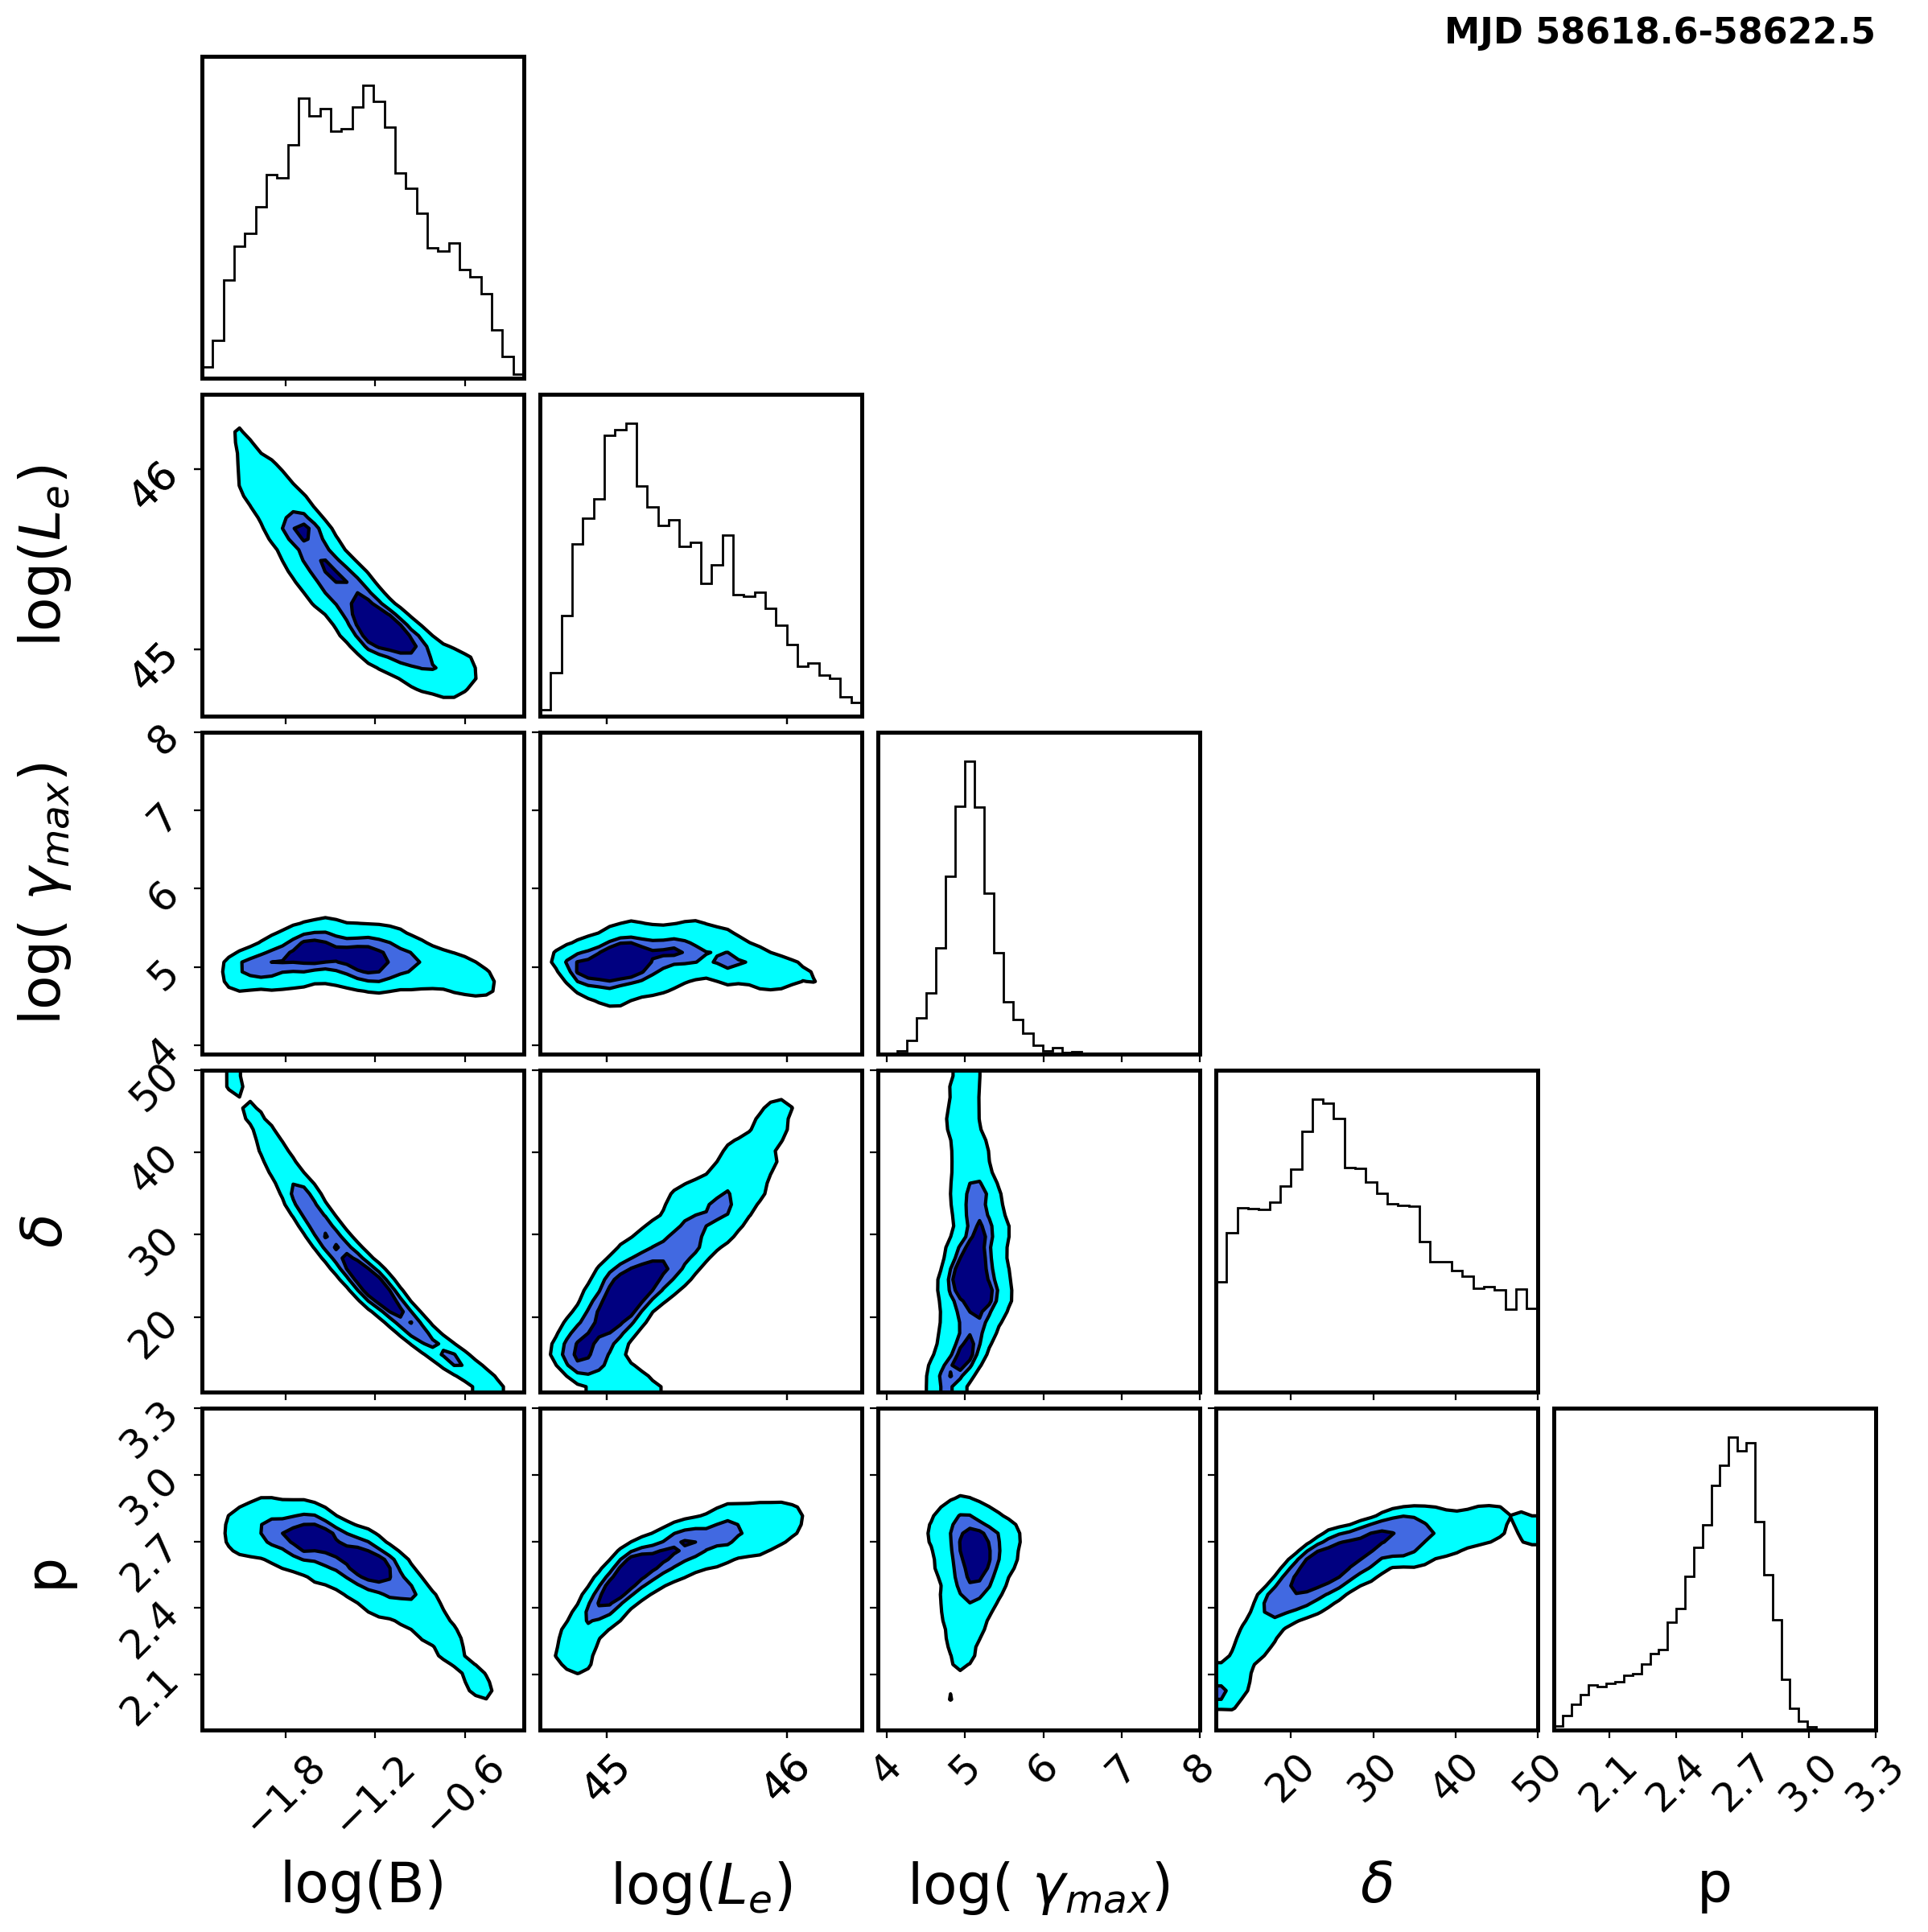 MJD 58618.6-58622.5
log(Lₑ)
46
45
log( γₘₐₓ)
8
7
6
5
4
δ
50
40
30
20
p
3.3
3.0
2.7
2.4
2.1
−1.8 −1.2 −0.6 45 46 4 5 6 7 8 20 30 40 50 2.1 2.4 2.7 3.0 3.3
log(B) log(Lₑ) log( γₘₐₓ) δ p